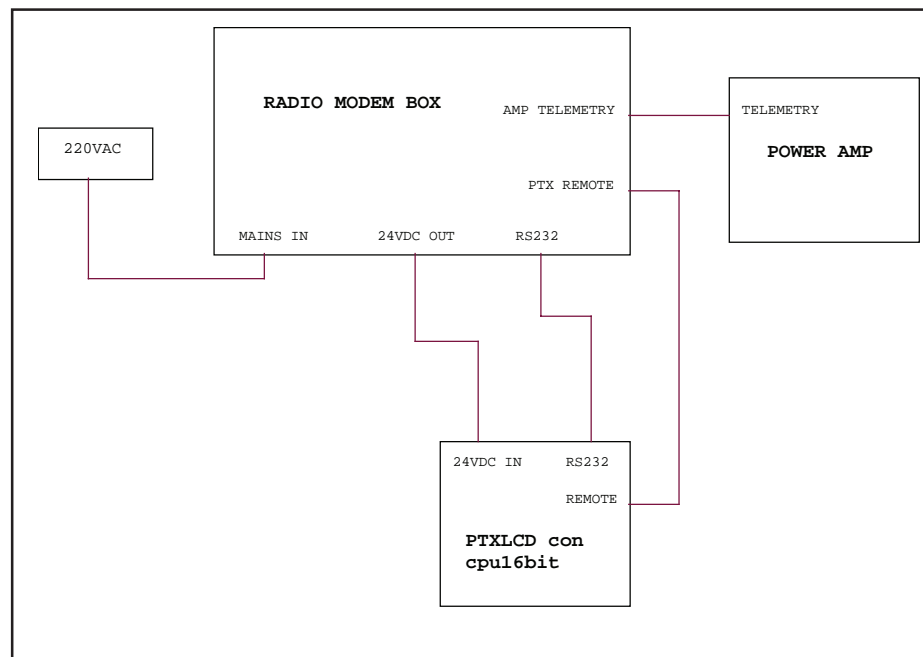 RADIO MODEM BOX
AMP TELEMETRY
TELEMETRY
220VAC
POWER AMP
PTX REMOTE
MAINS IN
24VDC OUT
RS232
24VDC IN
RS232
REMOTE
PTXLCD con
cpu16bit